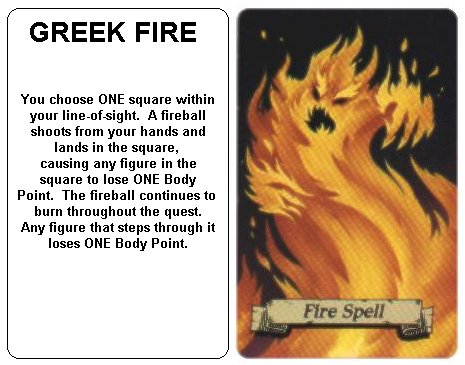 GREEK FIRE
You choose ONE square within
your line-of-sight.  A fireball
shoots from your hands and
lands in the square,
causing any figure in the
square to lose ONE Body
Point.  The fireball continues to
burn throughout the quest.
Any figure that steps through it
loses ONE Body Point.
Fire Spell